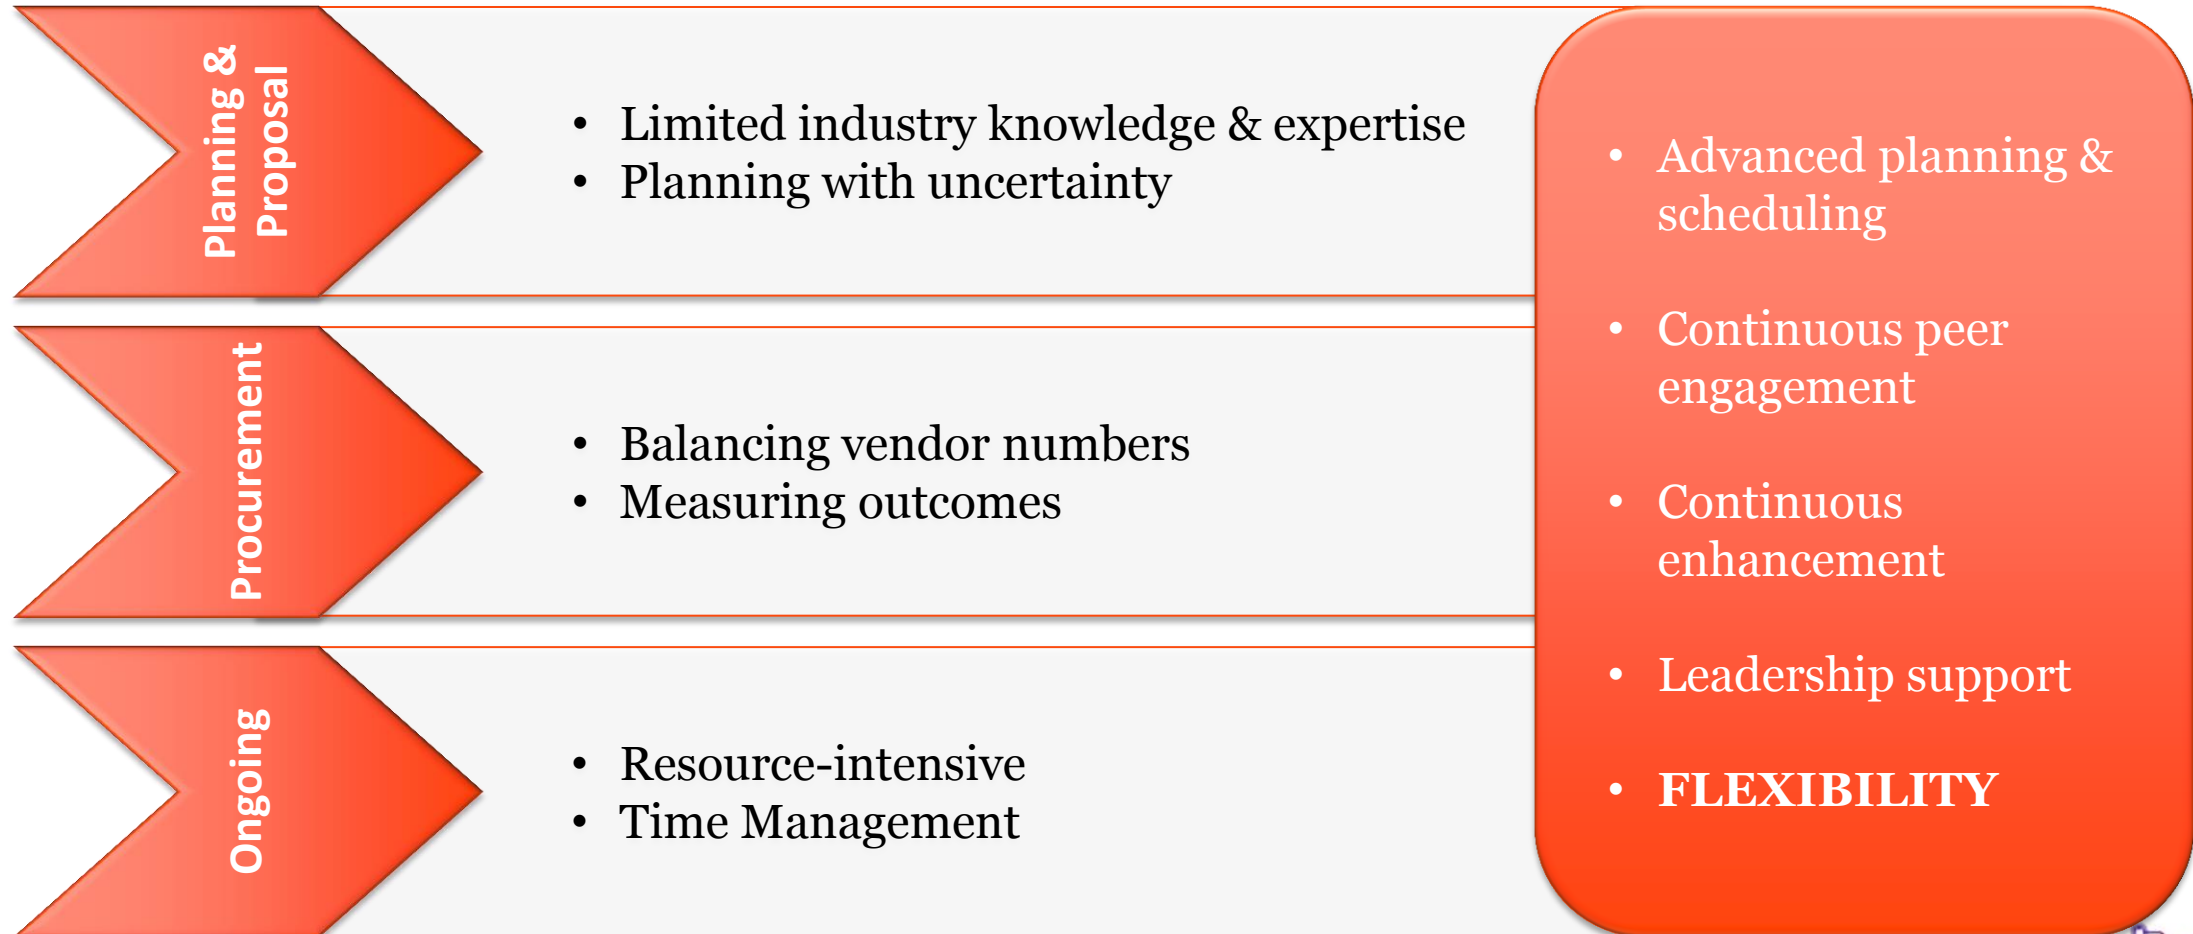 Planning &
Proposal
• Limited industry knowledge & expertise
• Planning with uncertainty
Procurement
• Balancing vendor numbers
• Measuring outcomes
Ongoing
• Resource-intensive
• Time Management
• Advanced planning &
scheduling
• Continuous peer
engagement
• Continuous
enhancement
• Leadership support
• FLEXIBILITY